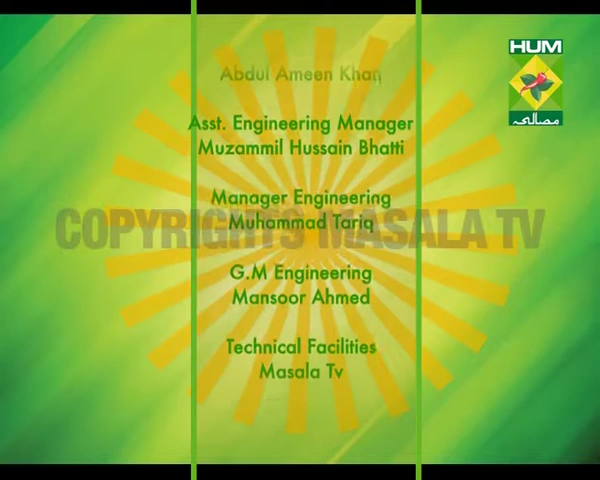 HUM
مصالحہ
Abdul Ameen Khan
Asst. Engineering Manager
Muzammil Hussain Bhatti
Manager Engineering
Muhammad Tariq
COPYRIGHTS MASALA TV
G.M Engineering
Mansoor Ahmed
Technical Facilities
Masala Tv